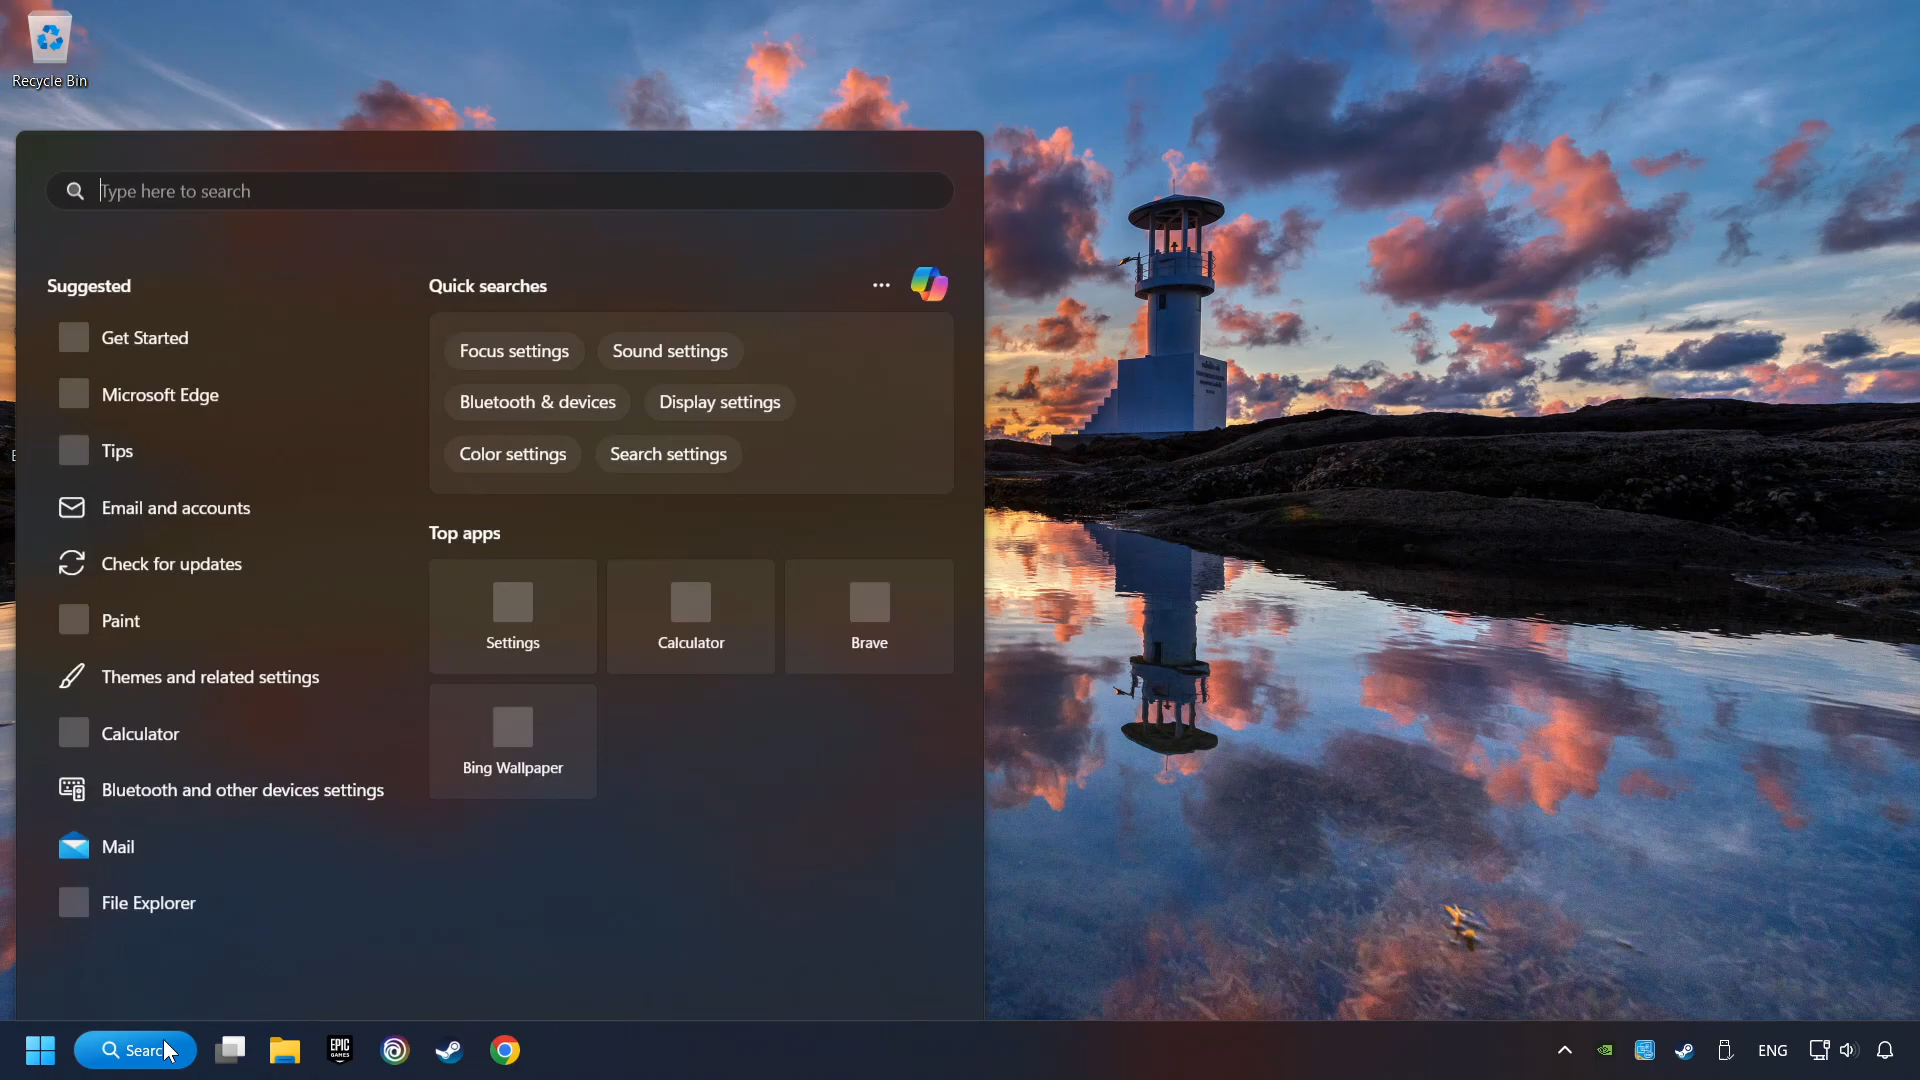 Recycle Bin
Type here to search
Suggested
Get Started
Microsoft Edge
Tips
Email and accounts
Check for updates
Paint
Themes and related settings
Calculator
Bluetooth and other devices settings
Mail
File Explorer
Quick searches
Focus settings
Sound settings
Bluetooth & devices
Display settings
Color settings
Search settings
Top apps
Settings
Calculator
Brave
Bing Wallpaper
Searc
EPIC
GAMES
ENG